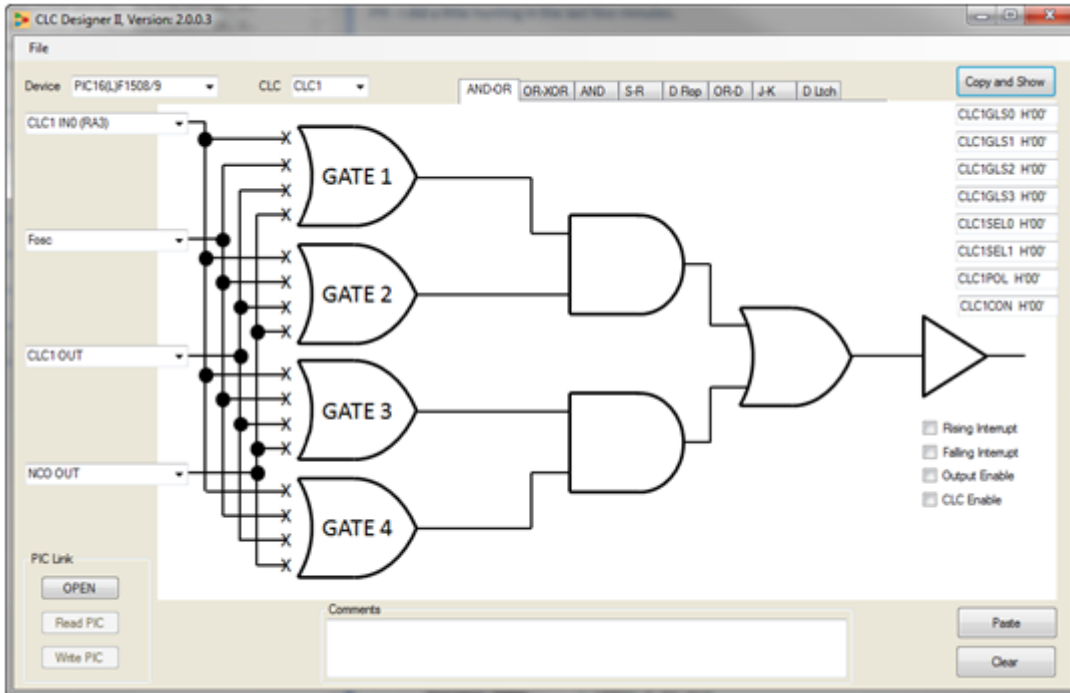 CLC Designer II, Version: 2.0.0.3
File
Device PIC16(L)F1508/9 CLC CLC1
AND-OR OR-XOR AND S-R D Flop OR-D J-K D Ltch
Copy and Show
CLC1 IN0 (RA3)
Fosc
CLC1 OUT
NCO OUT
X
X
X
X
GATE 1
X
X
X
X
GATE 2
X
X
X
X
GATE 3
X
X
X
X
GATE 4
CLC1GLS0 H'00'
CLC1GLS1 H'00'
CLC1GLS2 H'00'
CLC1GLS3 H'00'
CLC1SEL0 H'00'
CLC1SEL1 H'00'
CLC1POL H'00'
CLC1CON H'00'
Rising Interrupt
Falling Interrupt
Output Enable
CLC Enable
PIC Link
OPEN
Read PIC
Write PIC
Comments
Paste
Clear